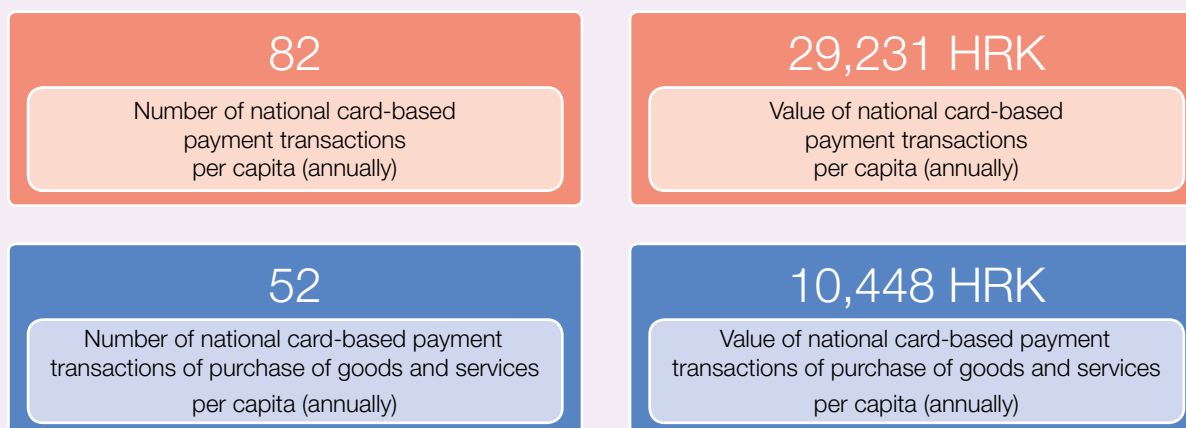 82
Number of national card-based
payment transactions
per capita (annually)
29,231 HRK
Value of national card-based
payment transactions
per capita (annually)
52
Number of national card-based payment
transactions of purchase of goods and services
per capita (annually)
10,448 HRK
Value of national card-based payment
transactions of purchase of goods and services
per capita (annually)